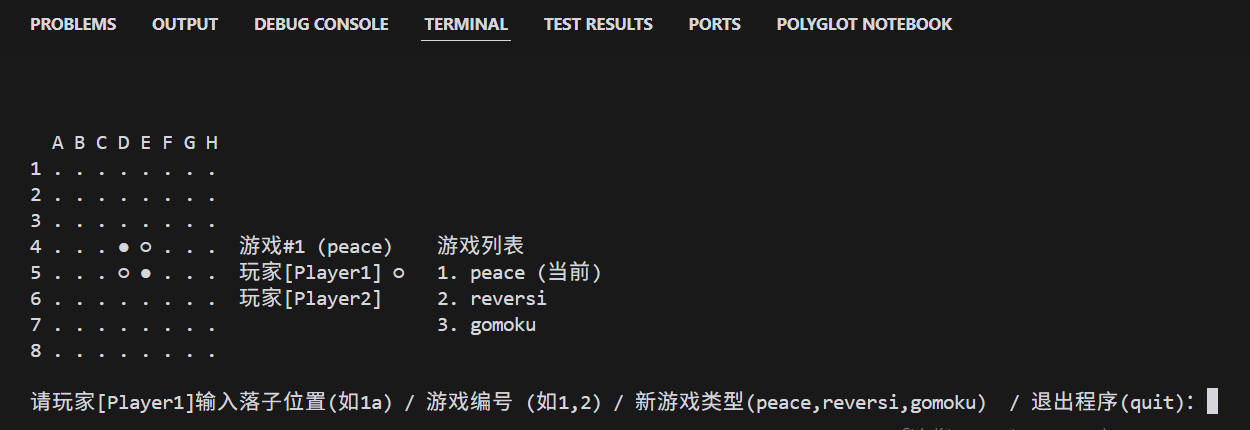 PROBLEMS OUTPUT DEBUG CONSOLE TERMINAL TEST RESULTS PORTS POLYGLOT NOTEBOOK
A B C D E F G H
1 . . . . . . . .
2 . . . . . . . .
3 . . . . . . . .
4 . . . ● ○ . . . 游戏#1 (peace) 游戏列表
5 . . . ○ ● . . . 玩家[Player1] ○ 1. peace (当前)
6 . . . . . . . . 玩家[Player2] 2. reversi
7 . . . . . . . . 3. gomoku
8 . . . . . . . .
请玩家[Player1]输入落子位置(如1a) / 游戏编号 (如1,2) / 新游戏类型(peace,reversi,gomoku) / 退出程序(quit):